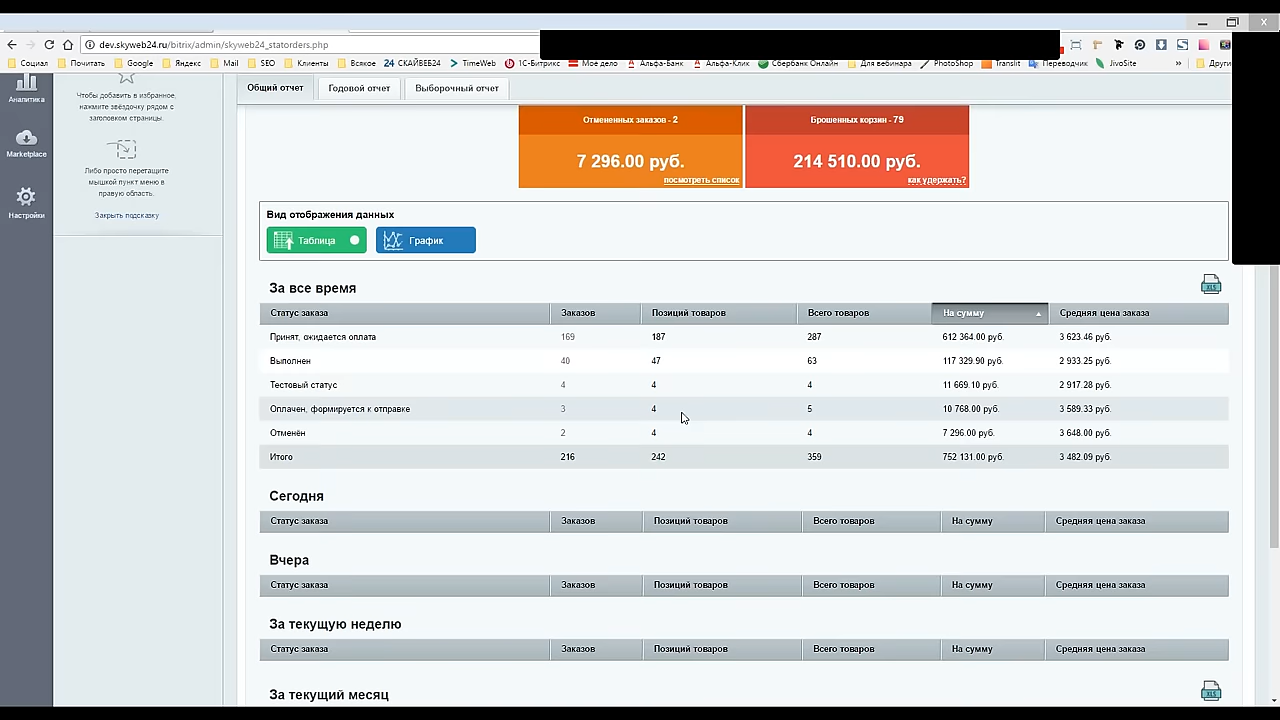 dev.skyweb24.ru/bitrix/admin/skyweb24_statorders.php
Социал Почитать Google Яндекс Mail SEO Клиенты Всякое 24 СКАЙВЕБ24 TimeWeb 1С-Битрикс Моё дело Альфа-Банк Альфа-Клик Сбербанк Онлайн Для вебинара PhotoShop Translit Переводчик JivoSite » Други
Аналитика
Marketplace
Настройки
Чтобы добавить в избранное,
нажмите звёздочку рядом с
заголовком страницы.
Либо просто перетащите
мышкой пункт меню в
правую область.
Закрыть подсказку
Общий отчет Годовой отчет Выборочный отчет
Отмененных заказов - 2
7 296.00 руб.
посмотреть список
Брошенных корзин - 79
214 510.00 руб.
как удержать?
Вид отображения данных
Таблица График
За все время
XLS
Статус заказа Заказов Позиций товаров Всего товаров На сумму Средняя цена заказа
Принят, ожидается оплата 169 187 287 612 364.00 руб. 3 623.46 руб.
Выполнен 40 47 63 117 329.90 руб. 2 933.25 руб.
Тестовый статус 4 4 4 11 669.10 руб. 2 917.28 руб.
Оплачен, формируется к отправке 3 4 5 10 768.00 руб. 3 589.33 руб.
Отменён 2 4 4 7 296.00 руб. 3 648.00 руб.
Итого 216 242 359 752 131.00 руб. 3 482.09 руб.
Сегодня
Статус заказа Заказов Позиций товаров Всего товаров На сумму Средняя цена заказа
Вчера
Статус заказа Заказов Позиций товаров Всего товаров На сумму Средняя цена заказа
За текущую неделю
Статус заказа Заказов Позиций товаров Всего товаров На сумму Средняя цена заказа
За текущий месяц
XLS